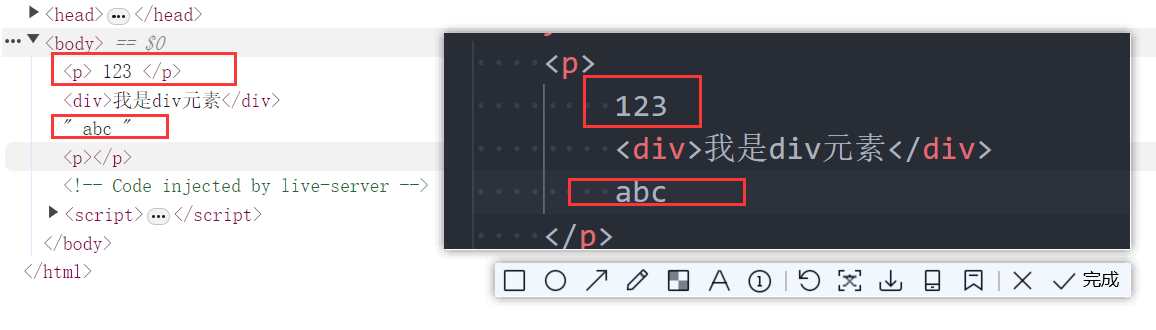 <head> ••• </head>
••• <body> == $0
<p> 123 </p>
<div>我是div元素</div>
" abc "
<p></p>
<!-- Code injected by live-server -->
<script> ••• </script>
</body>
</html>
<p>
123
<div>我是div元素</div>
abc
</p>
A 1 完成